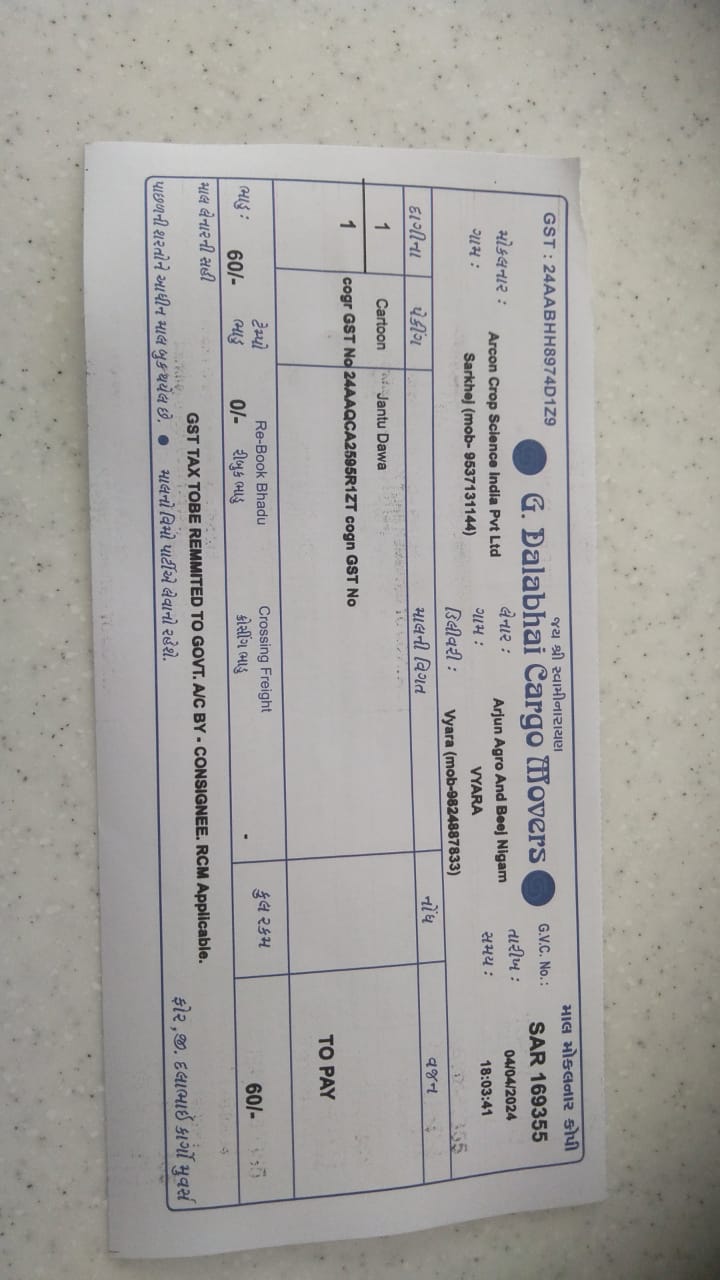 જય શ્રી સ્વામીનારાયણ
માલ મોકલનાર કોપી
GST : 24AABHH8974D1Z9
G. Dalabhai Cargo Movers
G.V.C. No.: SAR 169355
મોકલનાર : Arcon Crop Science India Pvt Ltd
લેનાર : Arjun Agro And Beej Nigam
તારીખ : 04/04/2024
ગામ : Sarkhej (mob- 9537131144)
ગામ : VYARA
સમય : 18:03:41
ડિલીવરી : Vyara (mob-9824887833)
દાગીના પેકીંગ માલની વિગત નોંધ વજન
1 Cartoon Jantu Dawa
1 cogr GST No 24AAQCA2595R1ZT cogn GST No
TO PAY
ભાડુ : 60/- ટેમ્પો ભાડુ 0/- Re-Book Bhadu રીબુક ભાડુ Crossing Freight ક્રોસીંગ ભાડુ - કુલ રકમ 60/-
માલ લેનારની સહી
GST TAX TOBE REMMITED TO GOVT. A/C BY - CONSIGNEE. RCM Applicable.
પાછળની શરતોને આધીન માલ બુક થયેલ છે. ● માલનો વિમો પાર્ટીએ લેવાનો રહેશે.
ફોર, જી. દલાભાઈ કાર્ગો મુવર્સ